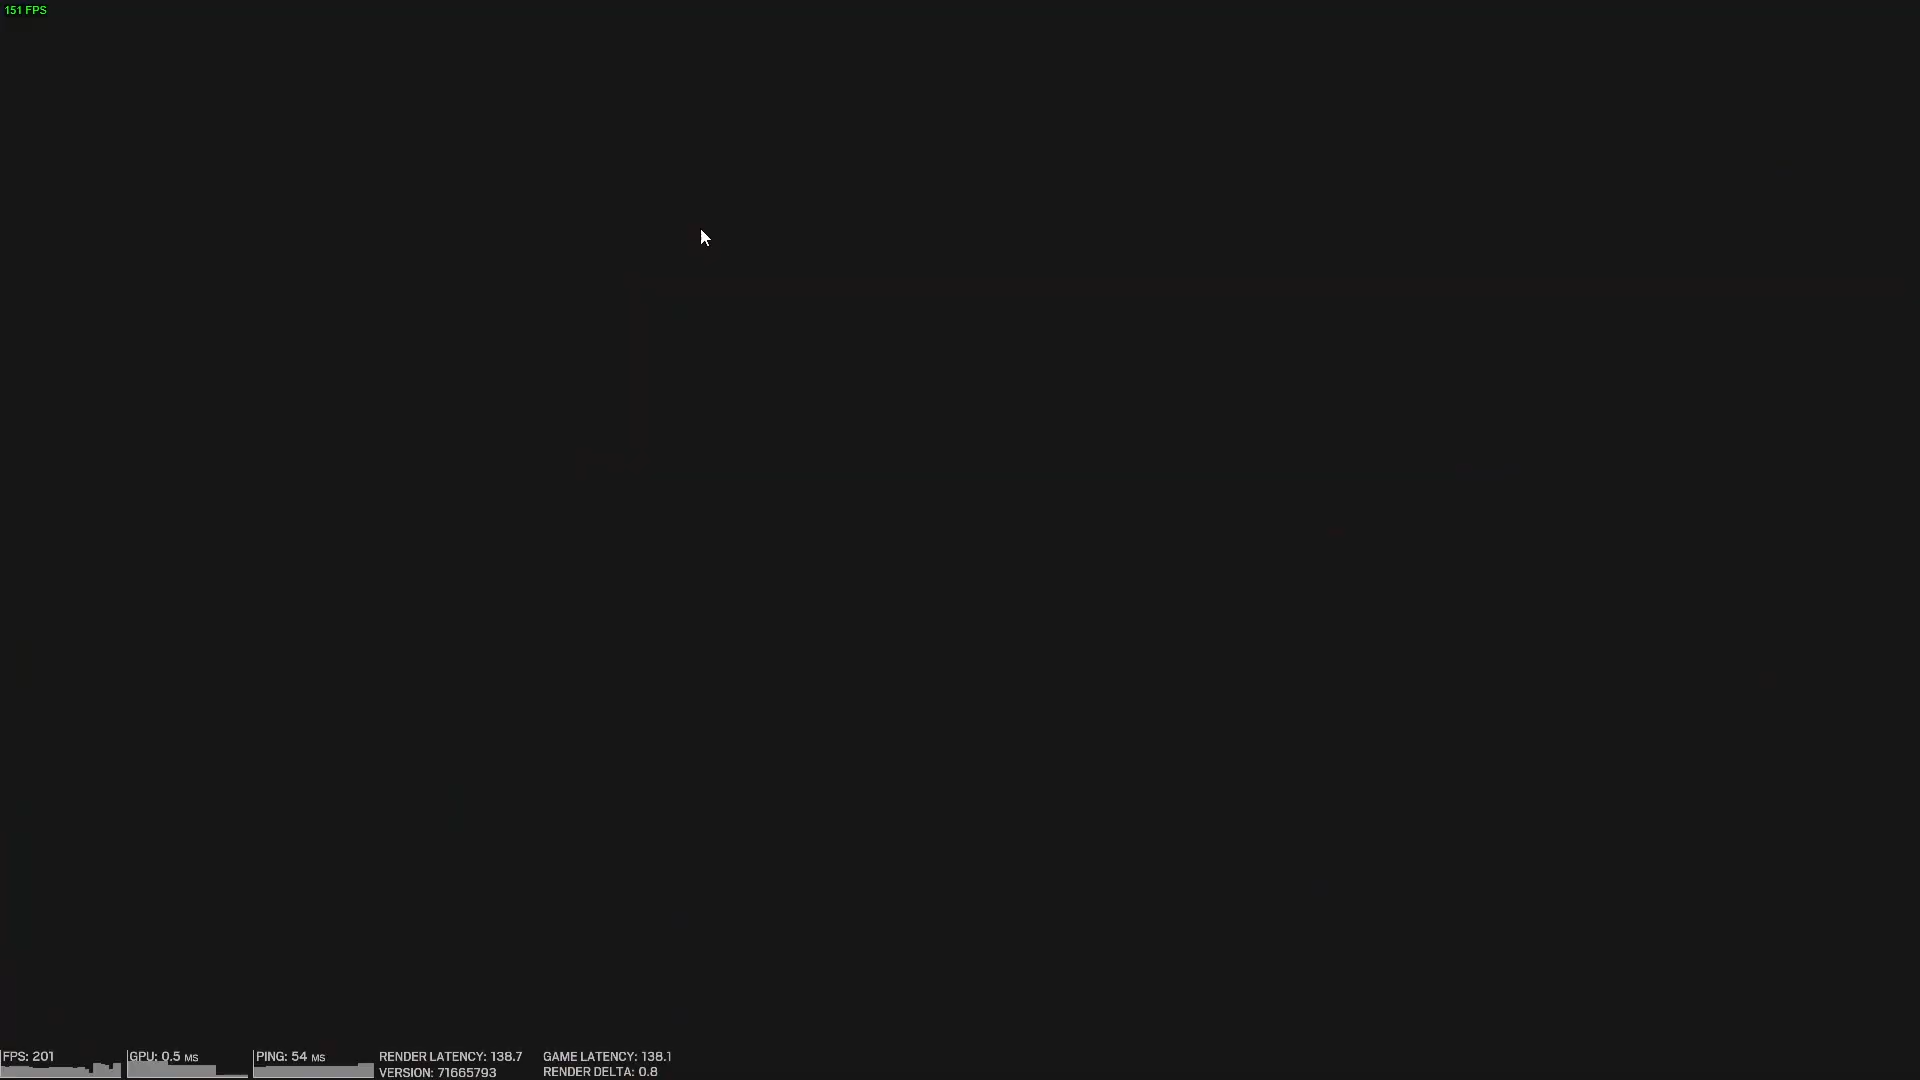 151 FPS
FPS: 201 GPU: 0.5 MS PING: 54 MS RENDER LATENCY: 138.7 GAME LATENCY: 138.1
VERSION: 71665793 RENDER DELTA: 0.8